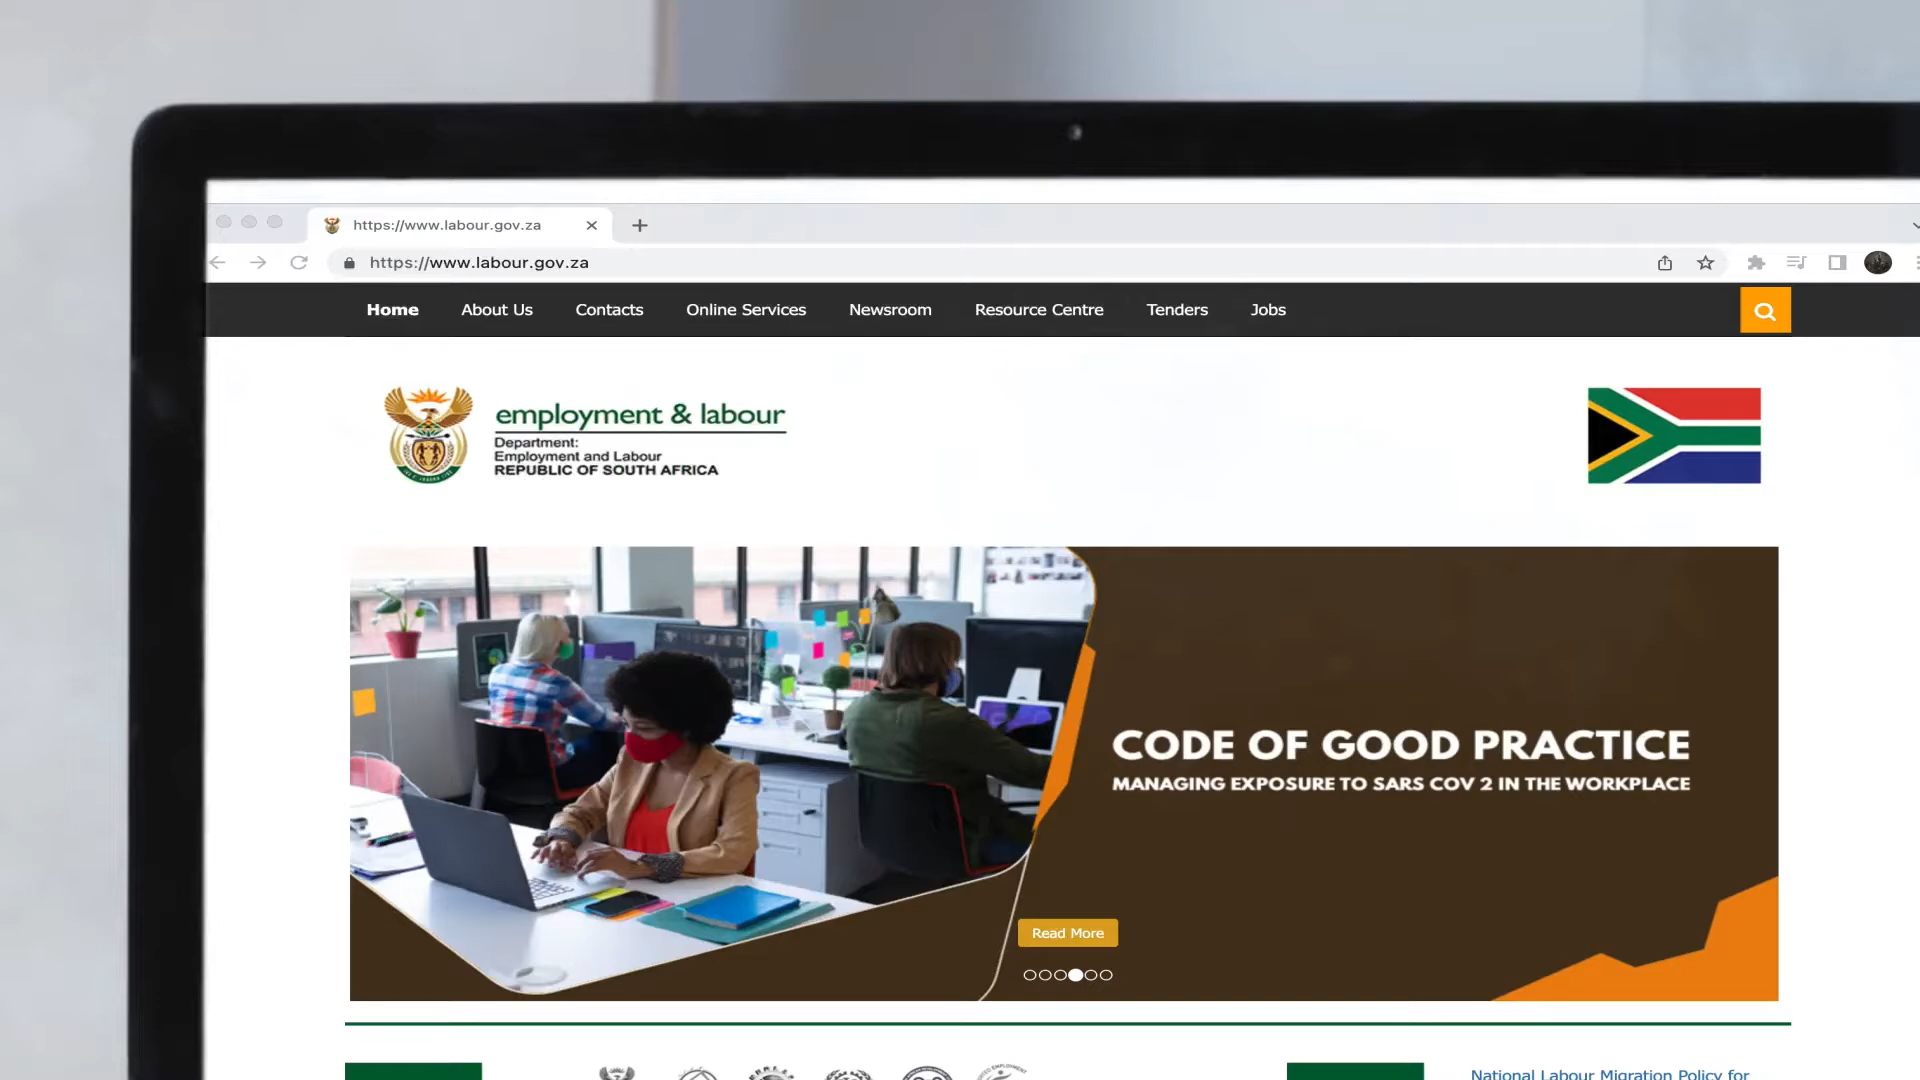 https://www.labour.gov.za
https://www.labour.gov.za
Home About Us Contacts Online Services Newsroom Resource Centre Tenders Jobs
employment & labour
Department:
Employment and Labour
REPUBLIC OF SOUTH AFRICA
CODE OF GOOD PRACTICE
MANAGING EXPOSURE TO SARS COV 2 IN THE WORKPLACE
Read More
National Labour Migration Policy for